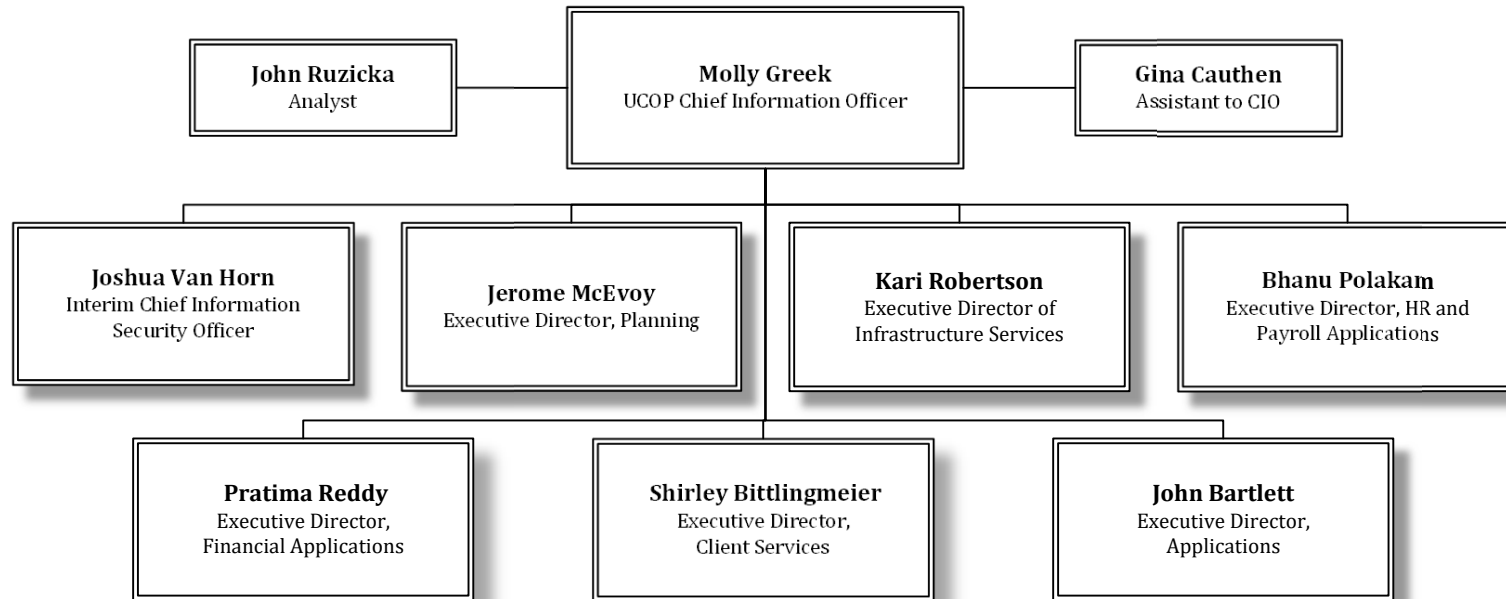 John Ruzicka
Analyst
Molly Greek
UCOP Chief Information Officer
Gina Cauthen
Assistant to CIO
Joshua Van Horn
Interim Chief Information
Security Officer
Jerome McEvoy
Executive Director, Planning
Kari Robertson
Executive Director of
Infrastructure Services
Bhanu Polakam
Executive Director, HR and
Payroll Applications
Pratima Reddy
Executive Director,
Financial Applications
Shirley Bittlingmeier
Executive Director,
Client Services
John Bartlett
Executive Director,
Applications